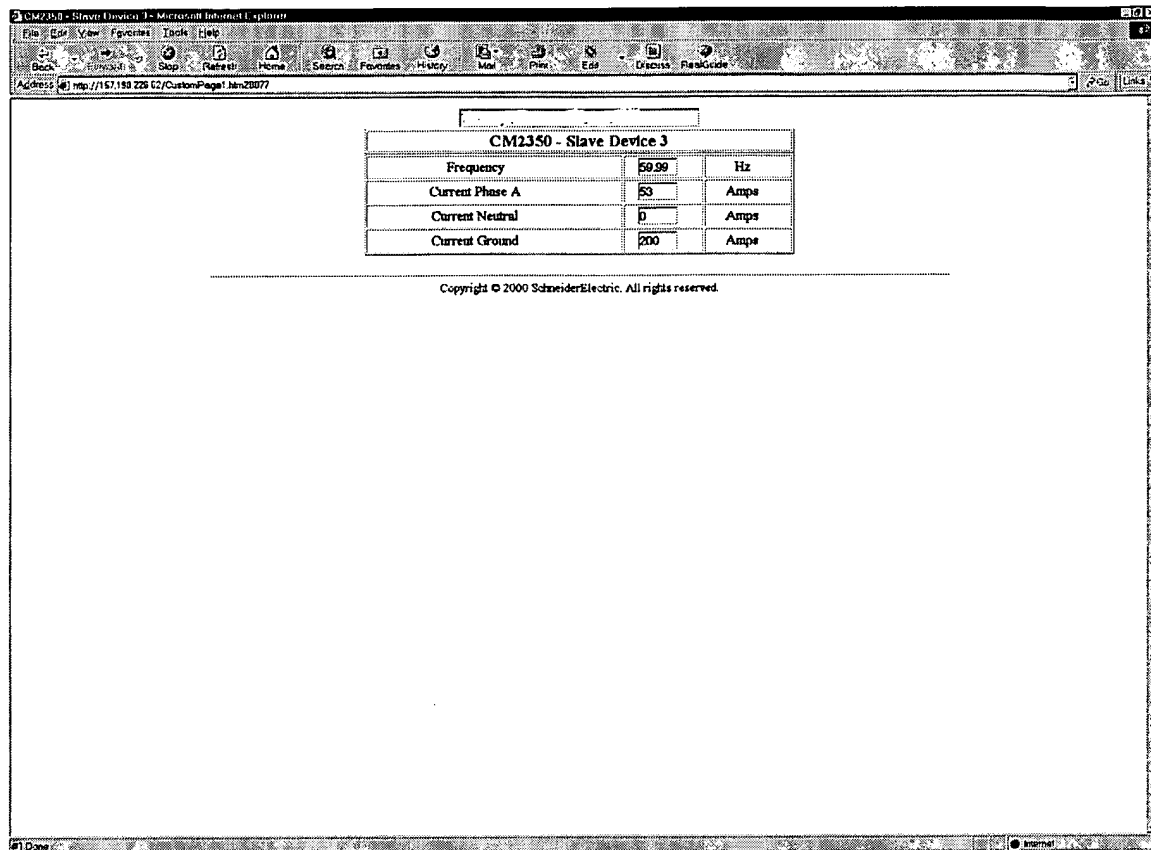 CM2350 - Slave Device 3 - Microsoft Internet Explorer
File Edit View Favorites Tools Help
Back Forward Stop Refresh Home Search Favorites History Mail Print Edit Discuss RealGuide
Address Go Links
CM2350 - Slave Device 3
Frequency 59.99 Hz
Current Phase A 53 Amps
Current Neutral 0 Amps
Current Ground 200 Amps
Copyright © 2000 SchneiderElectric. All rights reserved.
Done Internet